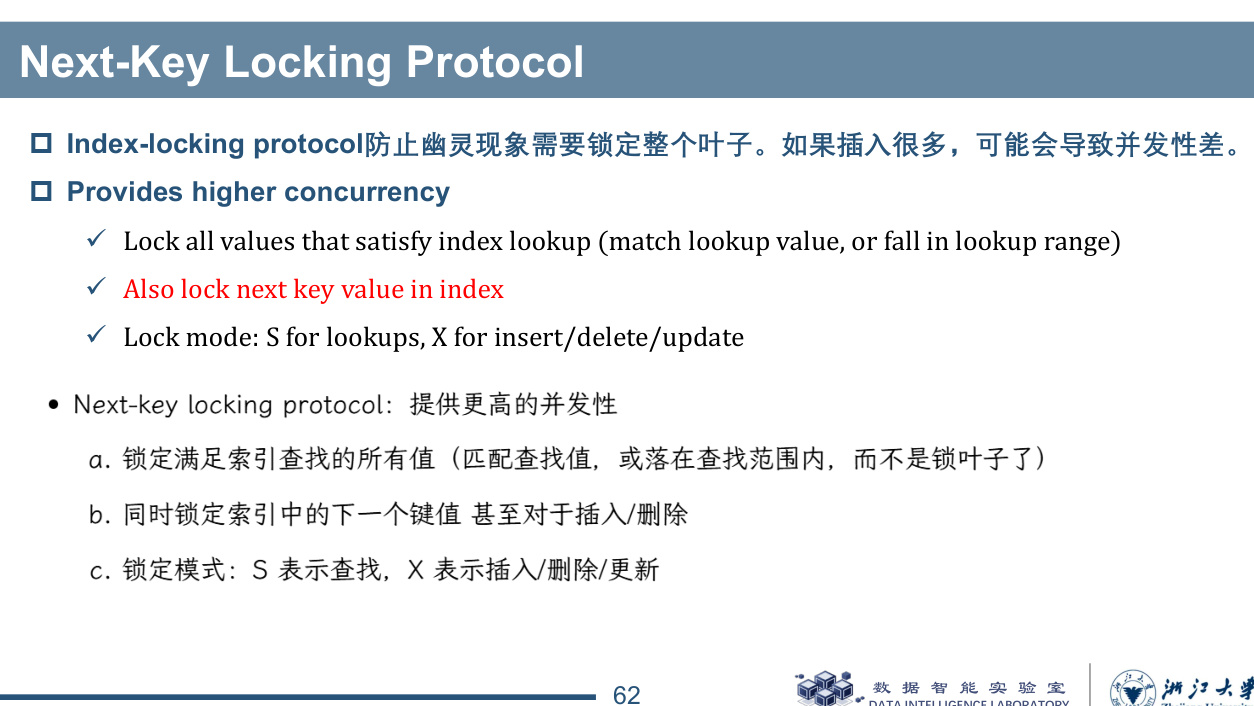 Next-Key Locking Protocol
Index-locking protocol防止幽灵现象需要锁定整个叶子。如果插入很多，可能会导致并发性差。
Provides higher concurrency
✓ Lock all values that satisfy index lookup (match lookup value, or fall in lookup range)
✓ Also lock next key value in index
✓ Lock mode: S for lookups, X for insert/delete/update
• Next-key locking protocol：提供更高的并发性
a. 锁定满足索引查找的所有值（匹配查找值，或落在查找范围内，而不是锁叶子了）
b. 同时锁定索引中的下一个键值 甚至对于插入/删除
c. 锁定模式：S 表示查找，X 表示插入/删除/更新
62
数据智能实验室
DATA INTELLIGENCE LABORATORY
浙江大学